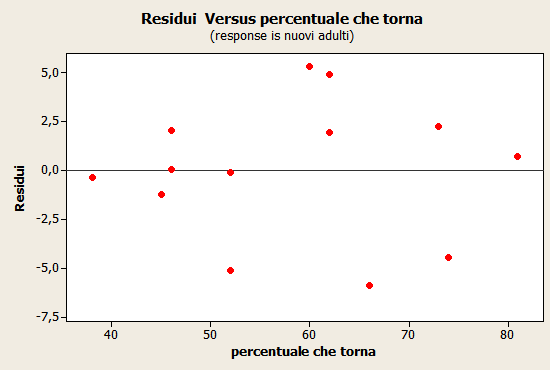 Residui Versus percentuale che torna
(response is nuovi adulti)
5,0
2,5
0,0
-2,5
-5,0
-7,5
Residui
40 50 60 70 80
percentuale che torna